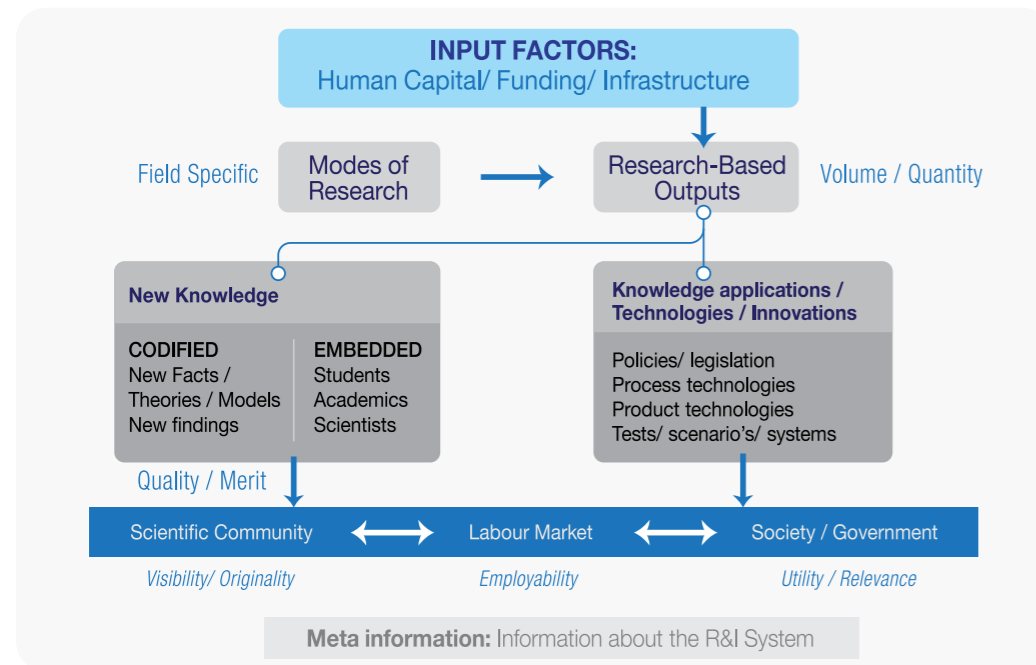 INPUT FACTORS:
Human Capital/ Funding/ Infrastructure
Field Specific
Modes of
Research
Research-Based
Outputs
Volume / Quantity
New Knowledge
CODIFIED
New Facts /
Theories / Models
New findings
EMBEDDED
Students
Academics
Scientists
Knowledge applications /
Technologies / Innovations
Policies/ legislation
Process technologies
Product technologies
Tests/ scenario's/ systems
Quality / Merit
Scientific Community
Labour Market
Society / Government
Visibility/ Originality
Employability
Utility / Relevance
Meta information: Information about the R&I System